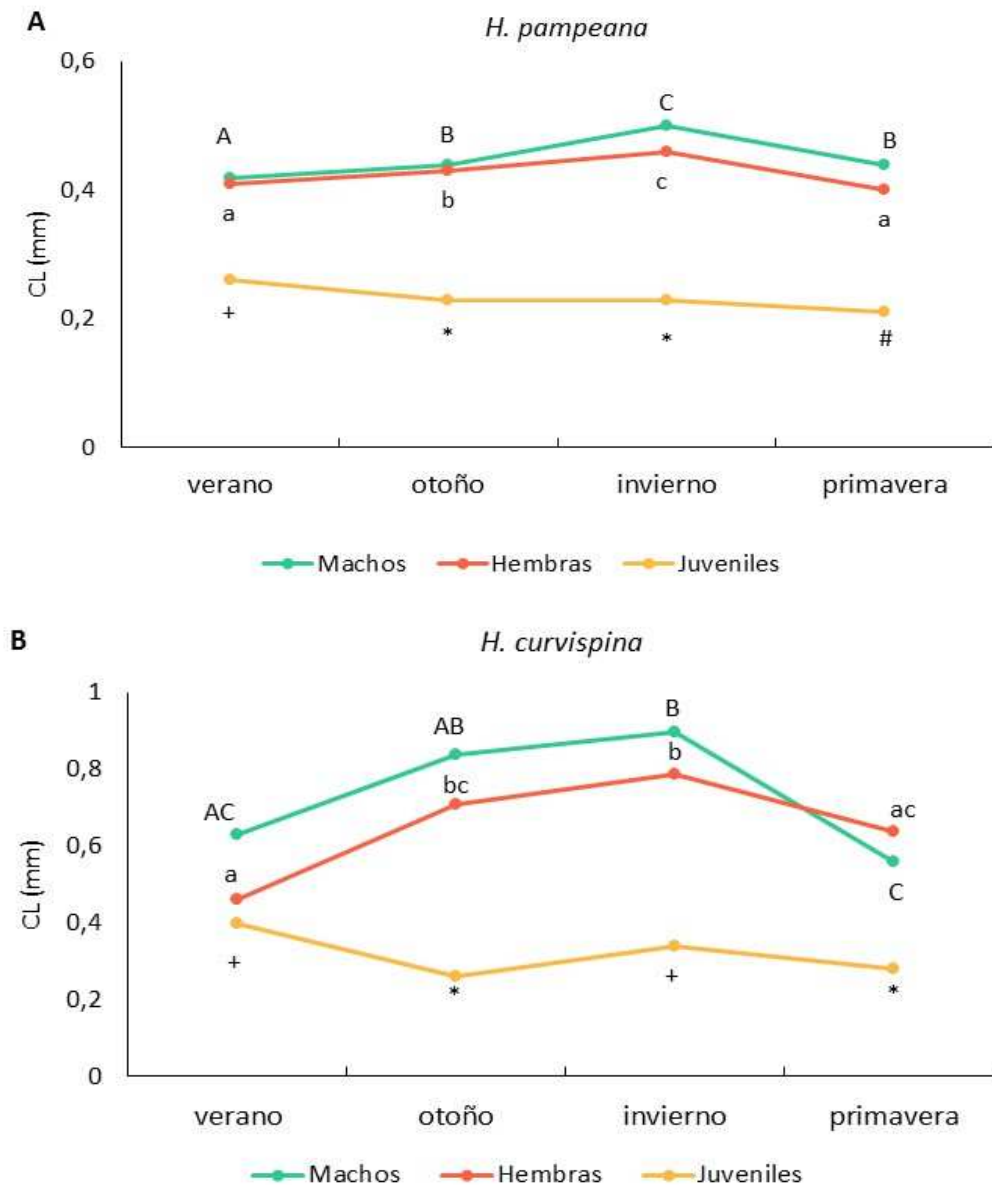 A
H. pampeana
0,6
C
A
B
B
0,4
a
b
c
a
CL (mm)
0,2
+
*
*
#
0
verano otoño invierno primavera
Machos Hembras Juveniles
B
H. curvispina
1
AB
B
b
0,8
bc
AC
ac
0,6
a
C
CL (mm)
0,4
+
*
+
*
0,2
0
verano otoño invierno primavera
Machos Hembras Juveniles